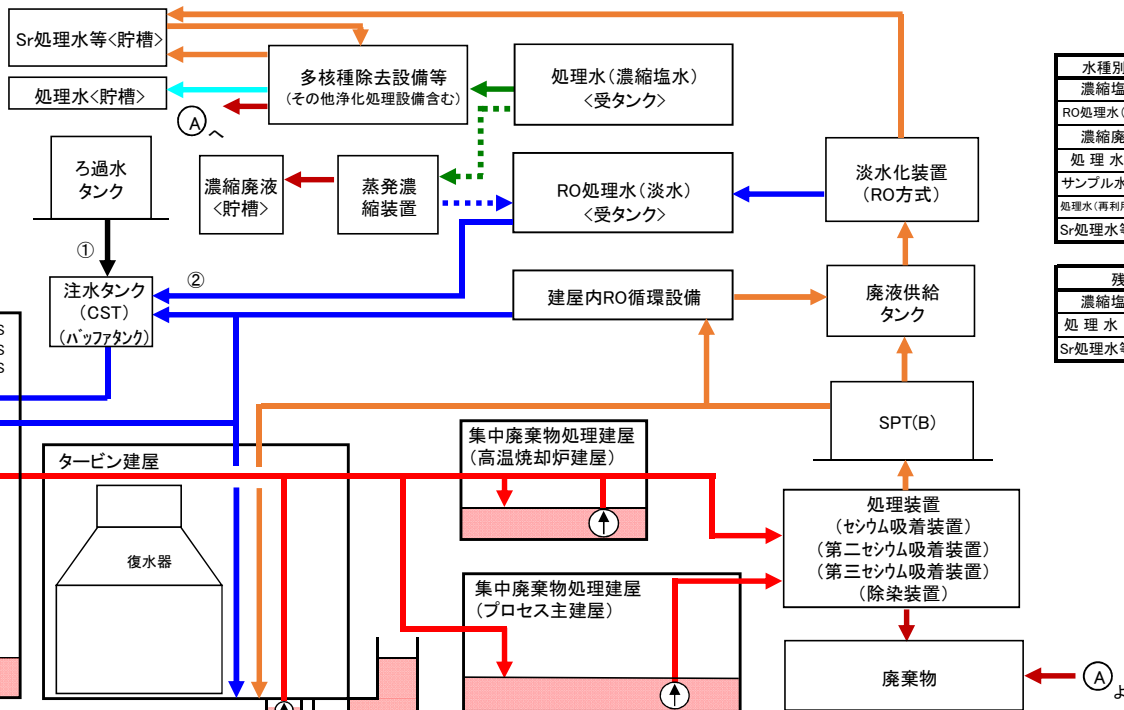 Sr処理水等<貯槽>
処理水<貯槽>
多核種除去設備等
(その他浄化処理設備含む)
処理水(濃縮塩水)
<受タンク>
Aへ
ろ過水
タンク
濃縮廃液
<貯槽>
蒸発濃
縮装置
RO処理水(淡水)
<受タンク>
淡水化装置
(RO方式)
①
②
注水タンク
(CST)
(ﾊﾞｯﾌｧﾀﾝｸ)
建屋内RO循環設備
廃液供給
タンク
SPT(B)
S
S
S
タービン建屋
復水器
集中廃棄物処理建屋
(高温焼却炉建屋)
集中廃棄物処理建屋
(プロセス主建屋)
処理装置
(セシウム吸着装置)
(第二セシウム吸着装置)
(第三セシウム吸着装置)
(除染装置)
廃棄物
Aよ
水種別
濃縮塩
RO処理水(
濃縮廃
処理水
サンプル水
処理水(再利用
Sr処理水等
残
濃縮塩
処理水
Sr処理水等